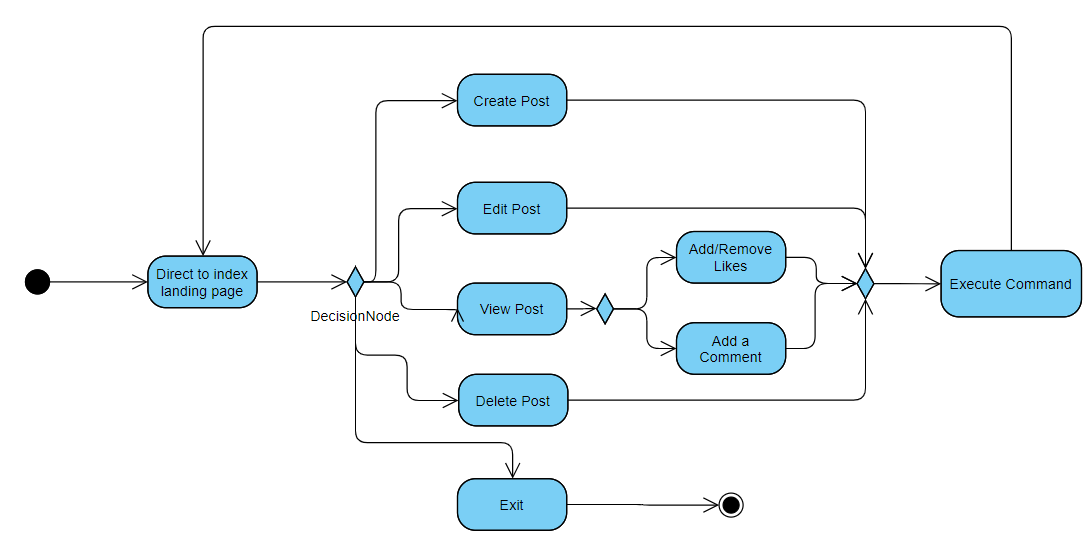 Create Post
Edit Post
Add/Remove
Likes
Direct to index
landing page
Execute Command
View Post
DecisionNode
Add a
Comment
Delete Post
Exit